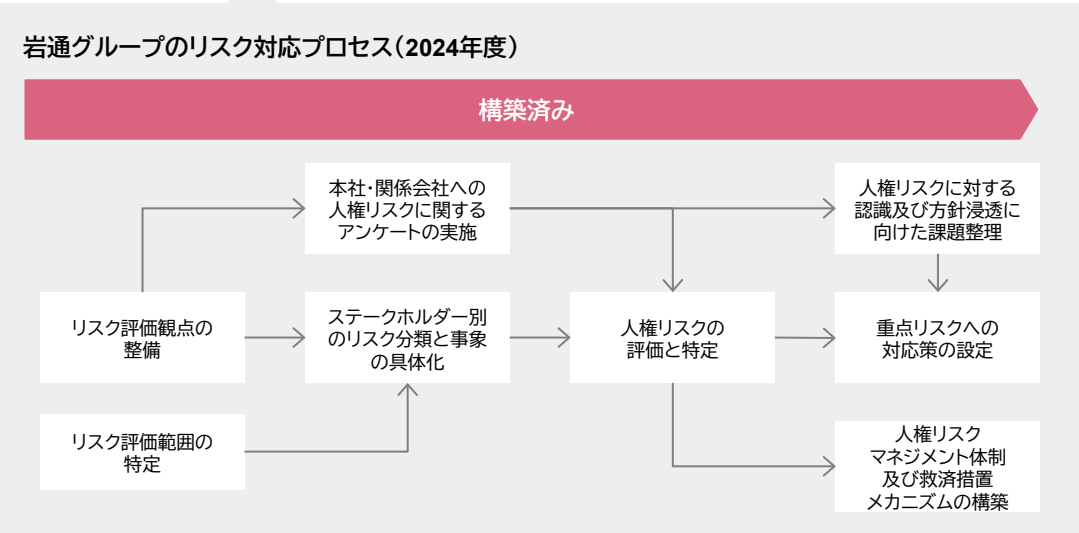 岩通グループのリスク対応プロセス（2024年度）
構築済み
本社・関係会社への
人権リスクに関する
アンケートの実施
人権リスクに対する
認識及び方針浸透に
向けた課題整理
リスク評価観点の
整備
ステークホルダー別
のリスク分類と事象
の具体化
人権リスクの
評価と特定
重点リスクへの
対応策の設定
リスク評価範囲の
特定
人権リスク
マネジメント体制
及び救済措置
メカニズムの構築